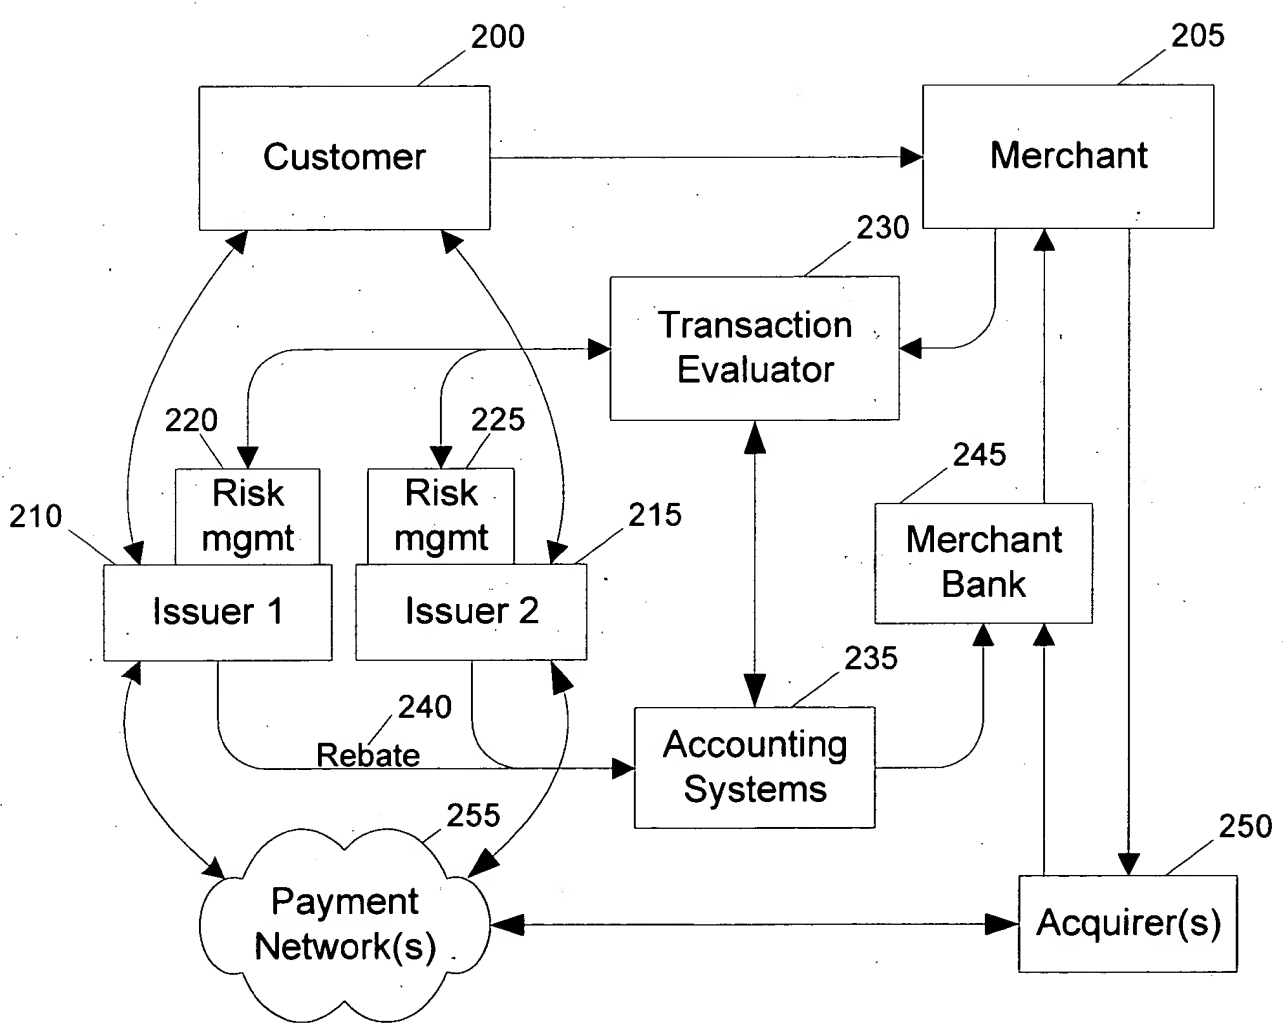 200
205
Customer
Merchant
230
Transaction
Evaluator
220
225
245
Risk
mgmt
Risk
mgmt
210
215
Merchant
Bank
Issuer 1
Issuer 2
235
240
Rebate
Accounting
Systems
255
250
Payment
Network(s)
Acquirer(s)